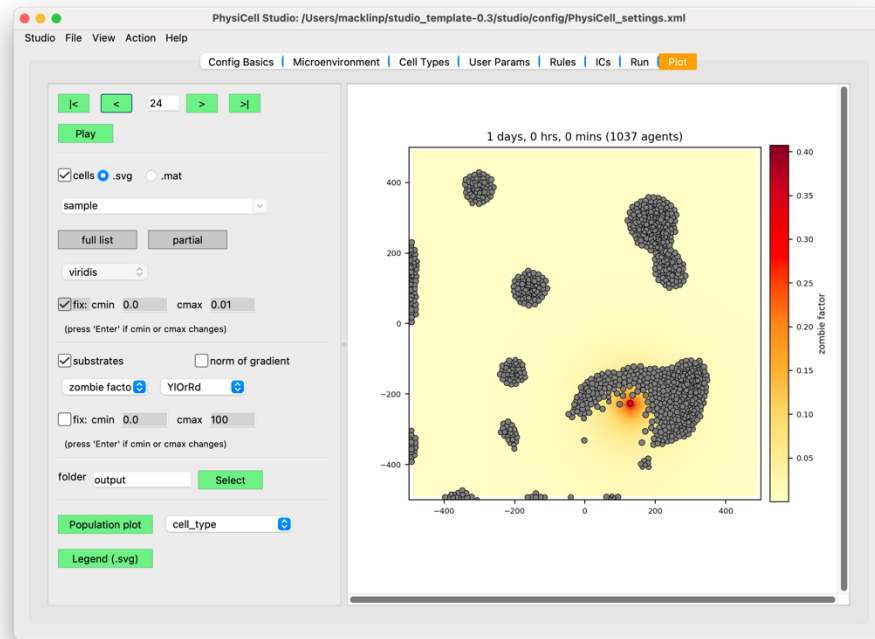 PhysiCell Studio: /Users/macklinp/studio_template-0.3/studio/config/PhysiCell_settings.xml
Studio File View Action Help
Config Basics Microenvironment Cell Types User Params Rules ICs Run Plot
|< < 24 > >|
Play
cells .svg .mat
sample
full list partial
viridis
fix: cmin 0.0 cmax 0.01
(press 'Enter' if cmin or cmax changes)
substrates norm of gradient
zombie facto YlOrRd
fix: cmin 0.0 cmax 100
(press 'Enter' if cmin or cmax changes)
folder output Select
Population plot cell_type
Legend (.svg)
1 days, 0 hrs, 0 mins (1037 agents)
400
200
0
−200
−400
−400 −200 0 200 400
0.40
0.35
0.30
0.25
0.20
0.15
0.10
0.05
zombie factor